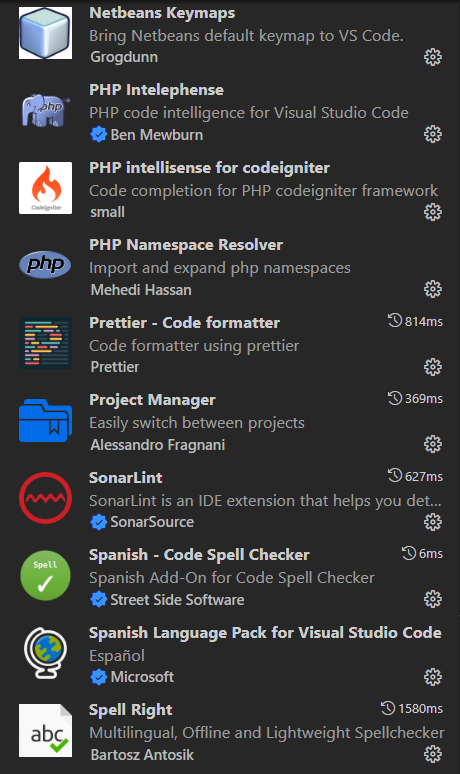 Netbeans Keymaps
Bring Netbeans default keymap to VS Code.
Grogdunn
php
PHP Intelephense
PHP code intelligence for Visual Studio Code
Ben Mewburn
CodeIgniter
PHP intellisense for codeigniter
Code completion for PHP codeigniter framework
small
php
PHP Namespace Resolver
Import and expand php namespaces
Mehedi Hassan
Prettier - Code formatter 814ms
Code formatter using prettier
Prettier
Project Manager 369ms
Easily switch between projects
Alessandro Fragnani
SonarLint 627ms
SonarLint is an IDE extension that helps you det...
SonarSource
Spell
Spanish - Code Spell Checker 6ms
Spanish Add-On for Code Spell Checker
Street Side Software
Spanish Language Pack for Visual Studio Code
Español
Microsoft
abc
Spell Right 1580ms
Multilingual, Offline and Lightweight Spellchecker
Bartosz Antosik